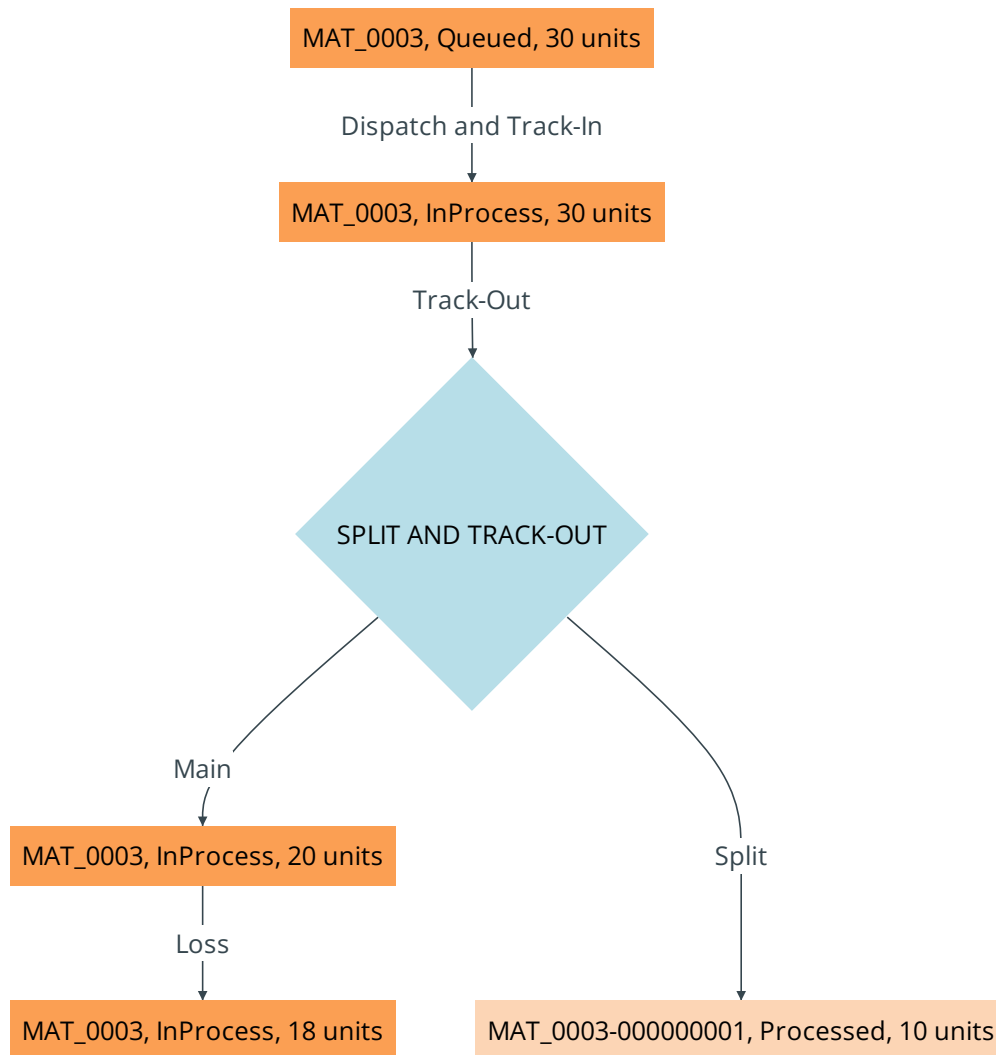 MAT_0003, Queued, 30 units
Dispatch and Track-In
MAT_0003, InProcess, 30 units
Track-Out
SPLIT AND TRACK-OUT
Main
MAT_0003, InProcess, 20 units
Split
Loss
MAT_0003, InProcess, 18 units
MAT_0003-000000001, Processed, 10 units